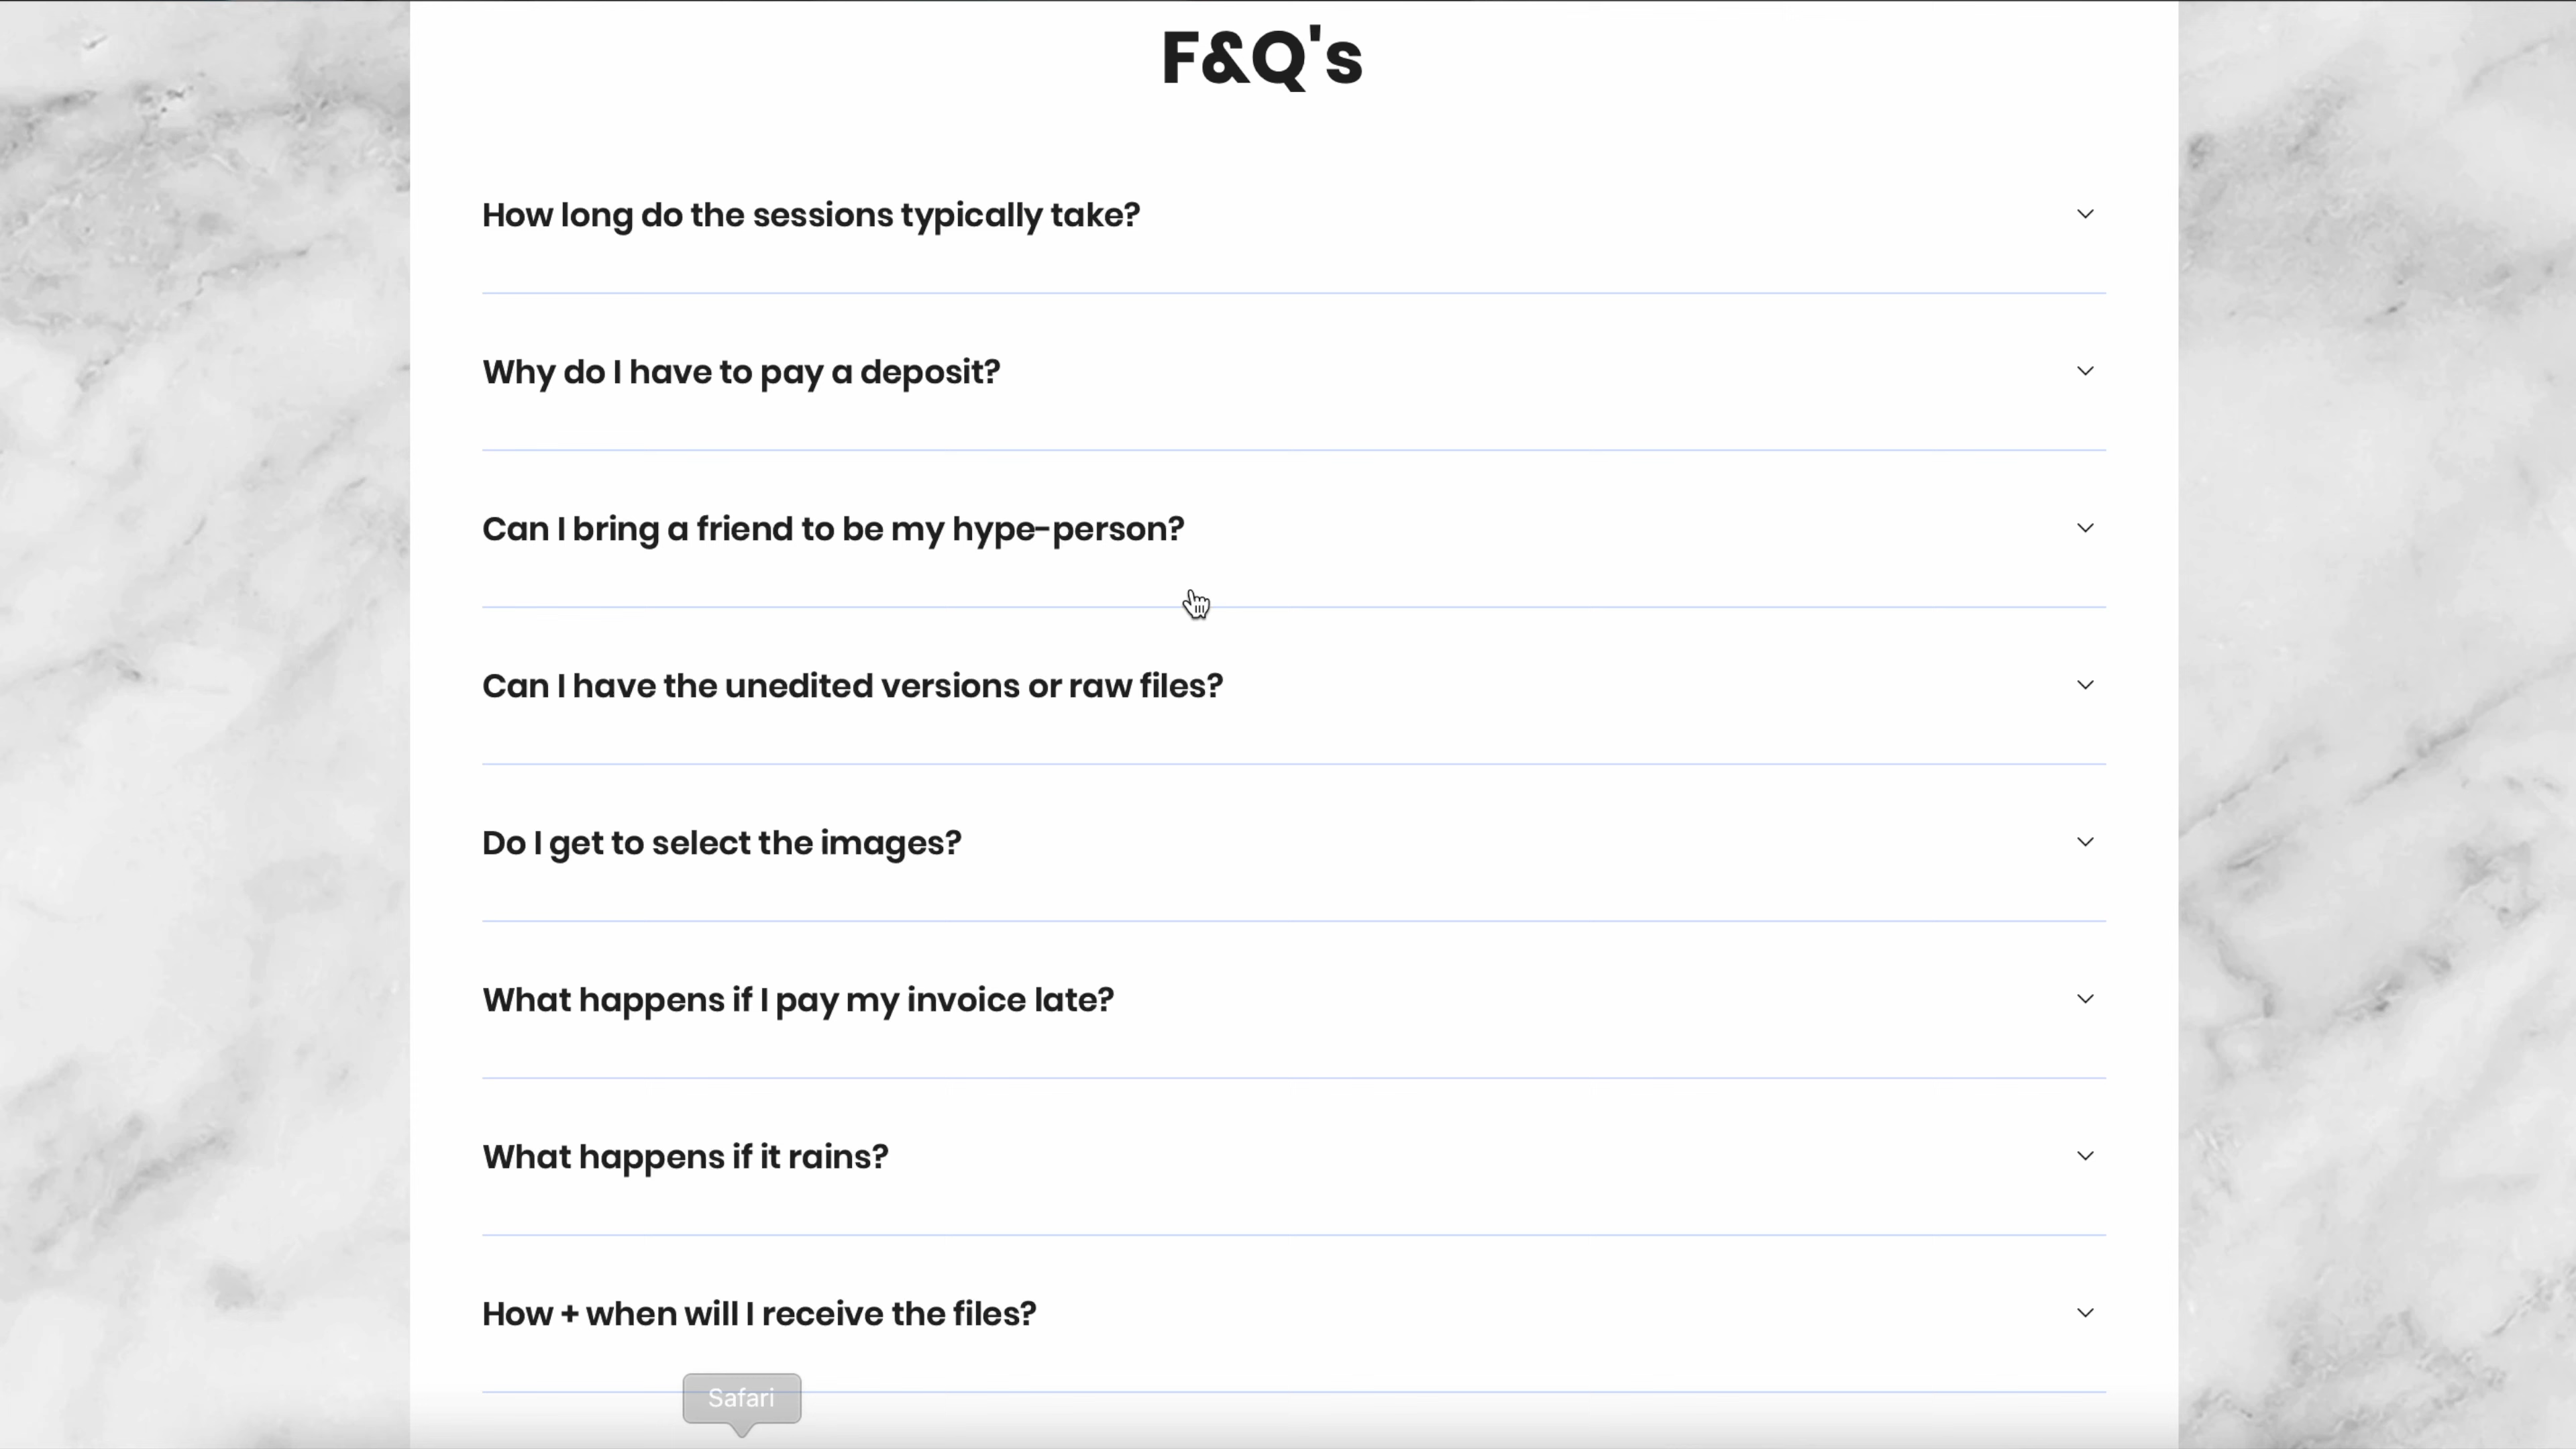 F&Q's
How long do the sessions typically take?
Why do I have to pay a deposit?
Can I bring a friend to be my hype-person?
Can I have the unedited versions or raw files?
Do I get to select the images?
What happens if I pay my invoice late?
What happens if it rains?
How + when will I receive the files?
Safari